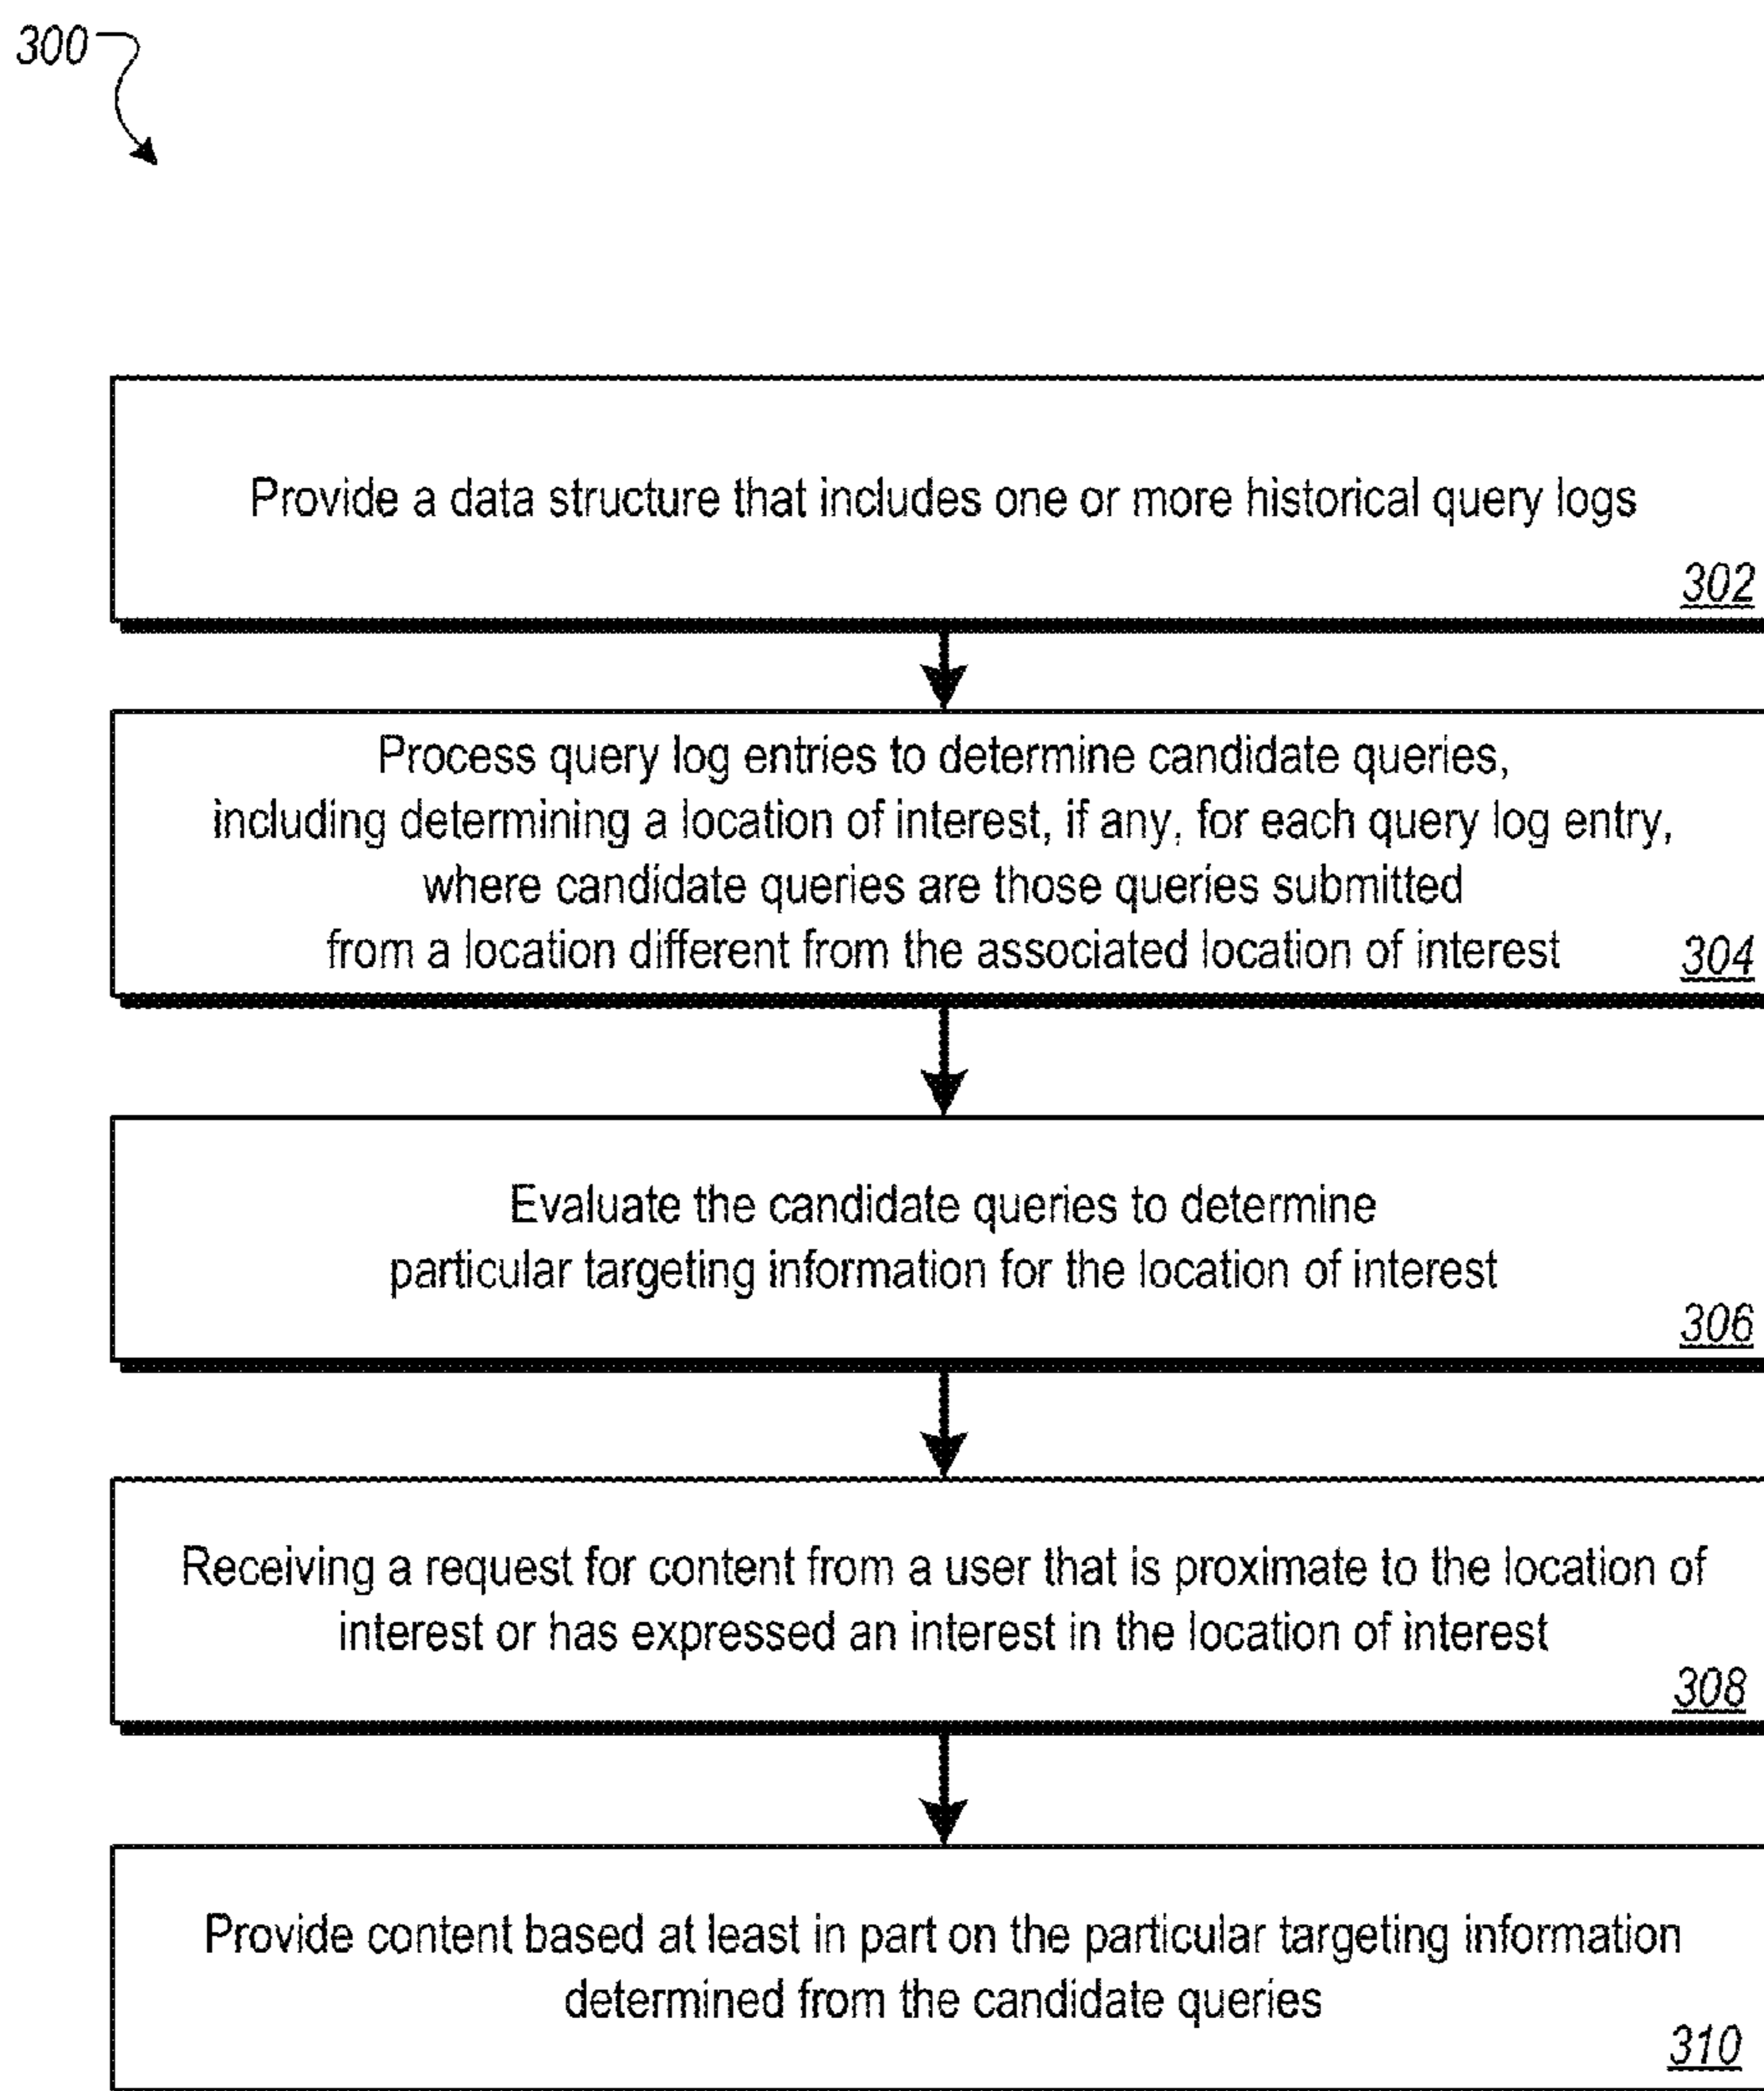 300
Provide a data structure that includes one or more historical query logs
302
Process query log entries to determine candidate queries,
including determining a location of interest, if any, for each query log entry,
where candidate queries are those queries submitted
from a location different from the associated location of interest
304
Evaluate the candidate queries to determine
particular targeting information for the location of interest
306
Receiving a request for content from a user that is proximate to the location of
interest or has expressed an interest in the location of interest
308
Provide content based at least in part on the particular targeting information
determined from the candidate queries
310